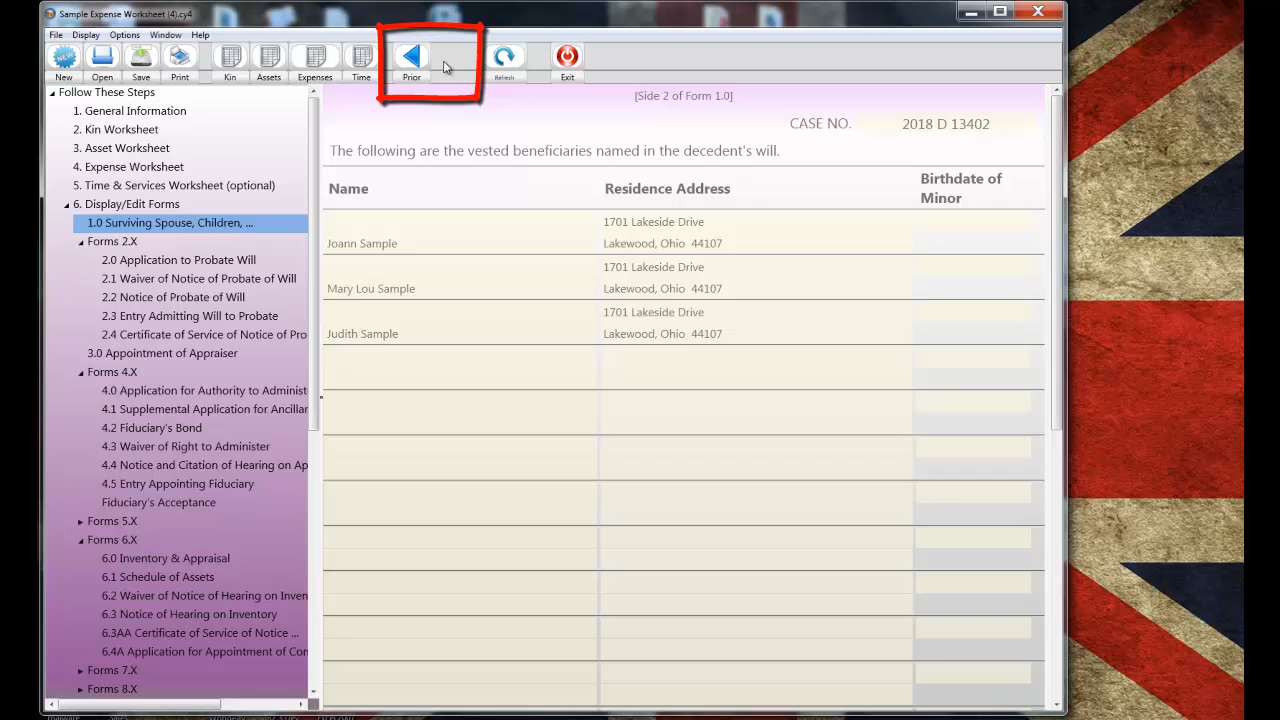 Sample Expense Worksheet (4).cy4
File Display Options Window Help
NEW
New Open Save Print Kin Assets Expenses Time Prior Refresh Exit
Follow These Steps
1. General Information
2. Kin Worksheet
3. Asset Worksheet
4. Expense Worksheet
5. Time & Services Worksheet (optional)
6. Display/Edit Forms
1.0 Surviving Spouse, Children, ...
Forms 2.X
2.0 Application to Probate Will
2.1 Waiver of Notice of Probate of Will
2.2 Notice of Probate of Will
2.3 Entry Admitting Will to Probate
2.4 Certificate of Service of Notice of Pro
3.0 Appointment of Appraiser
Forms 4.X
4.0 Application for Authority to Administ
4.1 Supplemental Application for Ancillar
4.2 Fiduciary's Bond
4.3 Waiver of Right to Administer
4.4 Notice and Citation of Hearing on Ap
4.5 Entry Appointing Fiduciary
Fiduciary's Acceptance
Forms 5.X
Forms 6.X
6.0 Inventory & Appraisal
6.1 Schedule of Assets
6.2 Waiver of Notice of Hearing on Inven
6.3 Notice of Hearing on Inventory
6.3AA Certificate of Service of Notice ...
6.4A Application for Appointment of Con
Forms 7.X
Forms 8.X
[Side 2 of Form 1.0]
CASE NO. 2018 D 13402
The following are the vested beneficiaries named in the decedent's will.
Name Residence Address Birthdate of
Minor
1701 Lakeside Drive
Joann Sample Lakewood, Ohio 44107
1701 Lakeside Drive
Mary Lou Sample Lakewood, Ohio 44107
1701 Lakeside Drive
Judith Sample Lakewood, Ohio 44107